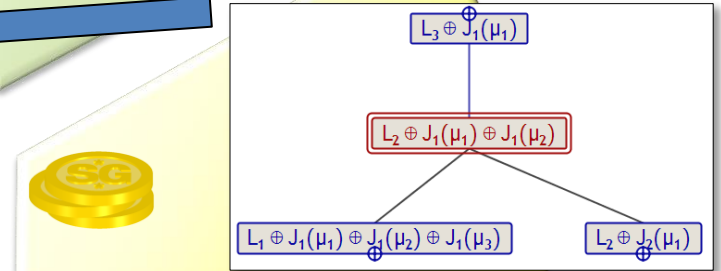 L₃ ⊕ J₁(μ₁)
L₂ ⊕ J₁(μ₁) ⊕ J₁(μ₂)
L₁ ⊕ J₁(μ₁) ⊕ J₁(μ₂) ⊕ J₁(μ₃)
L₂ ⊕ J₂(μ₁)
SG